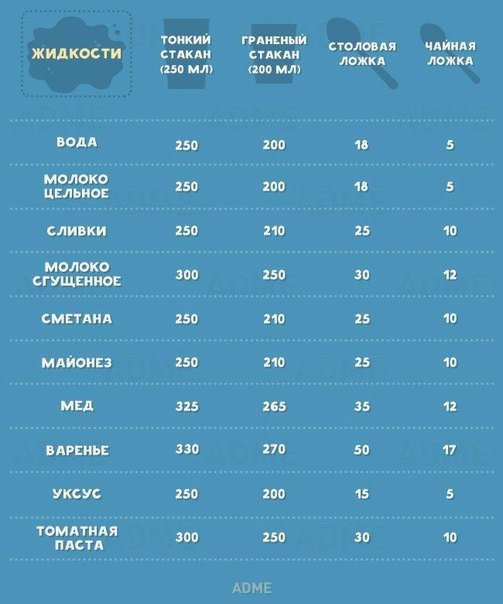 ЖИДКОСТИ
ТОНКИЙ СТАКАН (250 МЛ)
ГРАНЕНЫЙ СТАКАН (200 МЛ)
СТОЛОВАЯ ЛОЖКА
ЧАЙНАЯ ЛОЖКА
ВОДА 250 200 18 5
МОЛОКО ЦЕЛЬНОЕ 250 200 18 5
СЛИВКИ 250 210 25 10
МОЛОКО СГУЩЕННОЕ 300 250 30 12
СМЕТАНА 250 210 25 10
МАЙОНЕЗ 250 210 25 10
МЕД 325 265 35 12
ВАРЕНЬЕ 330 270 50 17
УКСУС 250 200 15 5
ТОМАТНАЯ ПАСТА 300 250 30 10
ADME